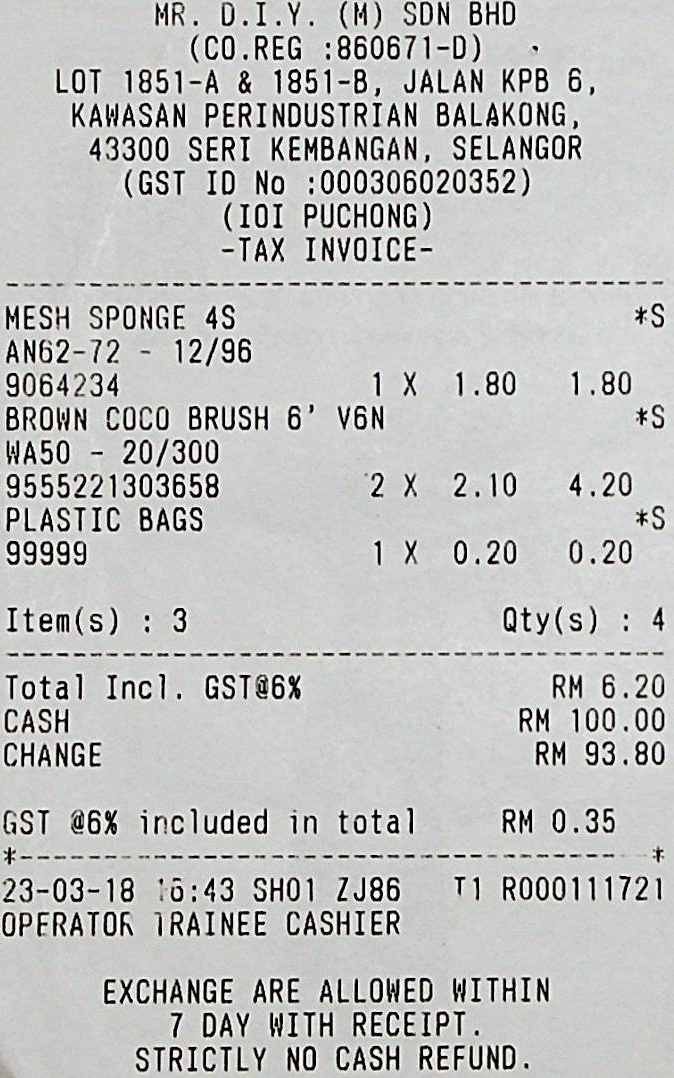 MR. D.I.Y. (M) SDN BHD
(CO.REG :860671-D)
LOT 1851-A & 1851-B, JALAN KPB 6,
KAWASAN PERINDUSTRIAN BALAKONG,
43300 SERI KEMBANGAN, SELANGOR
(GST ID No :000306020352)
(IOI PUCHONG)
-TAX INVOICE-
MESH SPONGE 4S *S
AN62-72 - 12/96
9064234 1 X 1.80 1.80
BROWN COCO BRUSH 6' V6N *S
WA50 - 20/300
9555221303658 2 X 2.10 4.20
PLASTIC BAGS *S
99999 1 X 0.20 0.20
Item(s) : 3 Qty(s) : 4
Total Incl. GST@6% RM 6.20
CASH RM 100.00
CHANGE RM 93.80
GST @6% included in total RM 0.35
23-03-18 SH01 ZJ86 T1 R000111721
OPERATOR TRAINEE CASHIER
EXCHANGE ARE ALLOWED WITHIN
7 DAY WITH RECEIPT.
STRICTLY NO CASH REFUND.